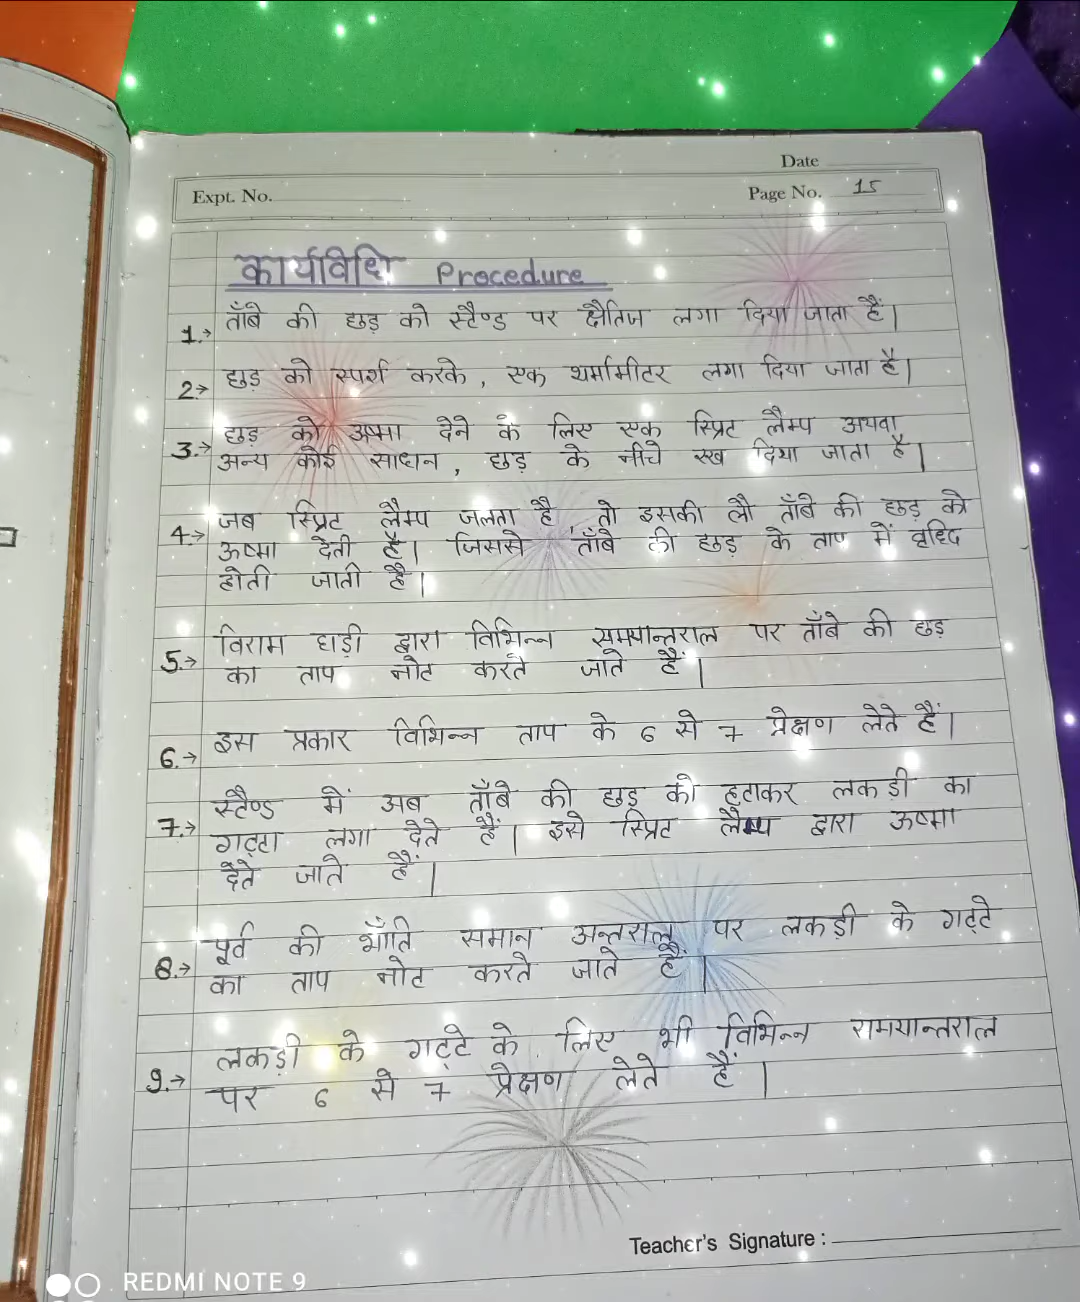 Date
Expt. No.
Page No. 15
कार्यविधि Procedure
1.→ ताँबे की छड़ को स्टैण्ड पर क्षैतिज लगा दिया जाता हैं।
2→ छड़ को स्पर्श करके, एक थर्मामीटर लगा दिया जाता है।
3.→ छड़ को ऊष्मा देने के लिए एक स्प्रिट लैम्प अथवा
अन्य कोई साधन, छड़ के नीचे रख दिया जाता है।
4→ जब स्प्रिट लैम्प जलता है, तो इसकी लौ ताँबे की छड़ को
ऊष्मा देती है। जिससे ताँबे की छड़ के ताप में वृध्दि
होती जाती है।
5.→ विराम घड़ी द्वारा विभिन्न समयान्तराल पर ताँबे की छड़
का ताप नोट करते जाते हैं।
6.→ इस प्रकार विभिन्न ताप के 6 से 7 प्रेक्षण लेते हैं।
7.→ स्टैण्ड में अब ताँबे की छड़ को हटाकर लकड़ी का
गट्टा लगा देते हैं। इसे स्प्रिट लैम्प द्वारा ऊष्मा
देते जाते हैं।
8.→ पूर्व की भाँति समान अन्तराल पर लकड़ी के गट्टे
का ताप नोट करते जाते हैं।
9.→ लकड़ी के गट्टे के लिए भी विभिन्न समयान्तराल
पर 6 से 7 प्रेक्षण लेते हैं।
Teacher's Signature :
REDMI NOTE 9